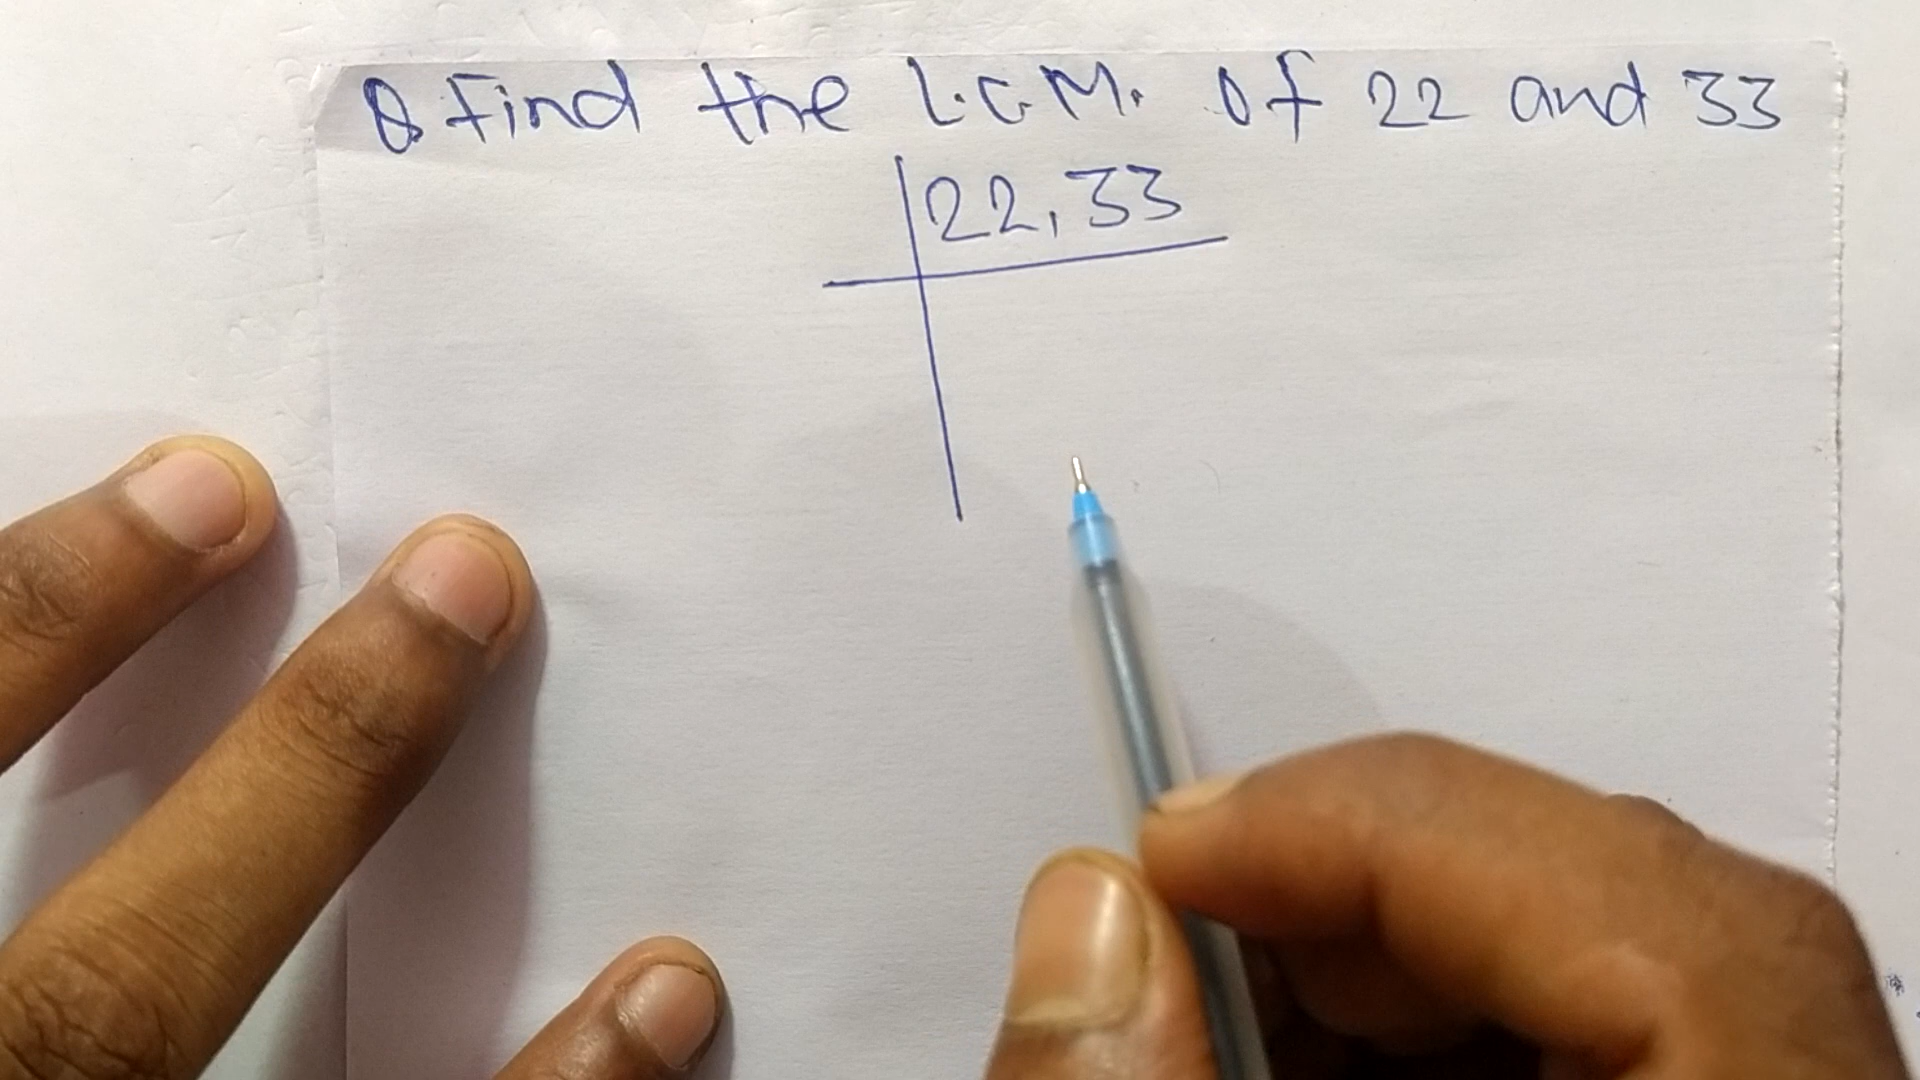 Q Find the L.C.M. Of 22 and 33
22, 33